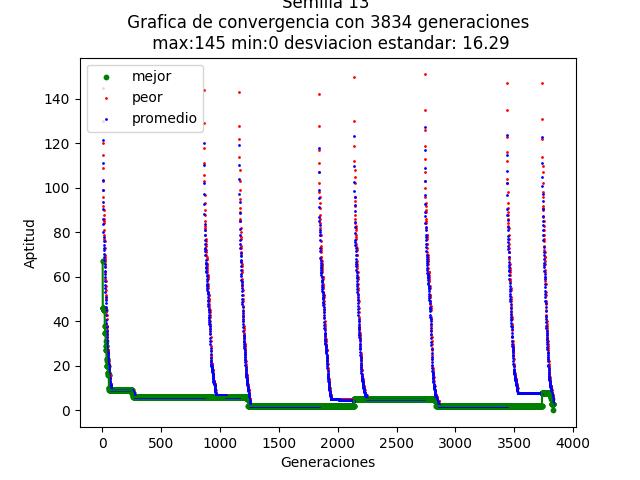 Semilla 13
Grafica de convergencia con 3834 generaciones
max:145 min:0 desviacion estandar: 16.29
mejor
peor
promedio
140
120
100
80
60
40
20
0
Aptitud
0 500 1000 1500 2000 2500 3000 3500 4000
Generaciones